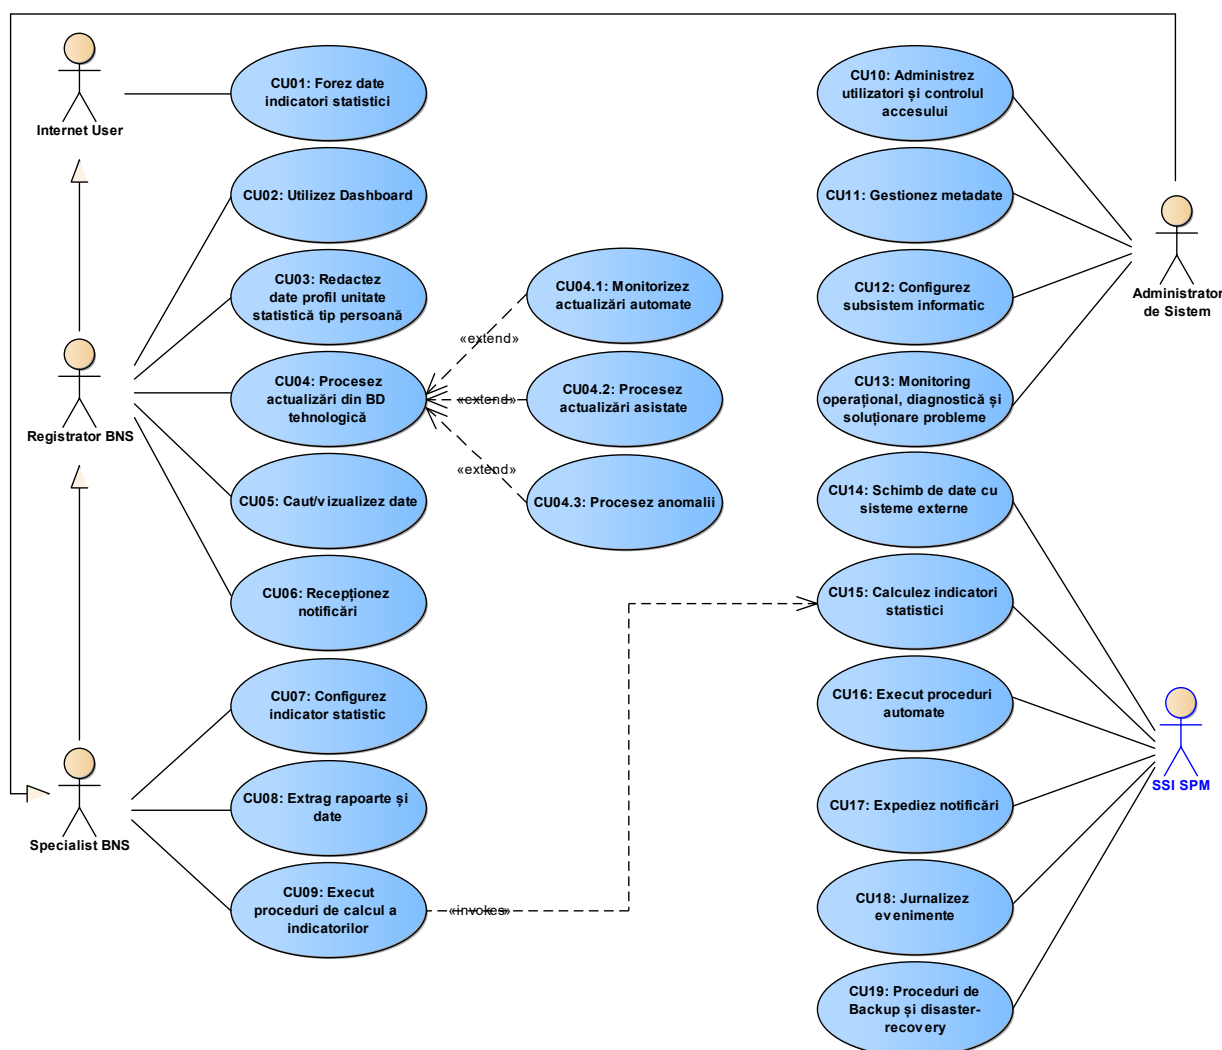 Internet User
CU01: Forez date
indicatori statistici
CU02: Utilizez Dashboard
CU03: Redactez
date profil unitate
statistică tip persoană
Registrator BNS
CU04: Procesez
actualizări din BD
tehnologică
CU05: Caut/vizualizez date
CU06: Recepționez
notificări
CU04.1: Monitorizez
actualizări automate
«extend»
CU04.2: Procesez
actualizări asistate
«extend»
CU04.3: Procesez anomalii
«extend»
CU07: Configurez
indicator statistic
Specialist BNS
CU08: Extrag rapoarte și
date
CU09: Execut
proceduri de calcul a
indicatorilor
«invokes»
CU10: Administrez
utilizatori și controlul
accesului
CU11: Gestionez metadate
CU12: Configurez
subsistem informatic
CU13: Monitoring
operațional, diagnostică și
soluționare probleme
Administrator
de Sistem
CU14: Schimb de date cu
sisteme externe
CU15: Calculez indicatori
statistici
CU16: Execut proceduri
automate
CU17: Expediez notificări
CU18: Jurnalizez
evenimente
CU19: Proceduri de
Backup și disaster-
recovery
SSI SPM